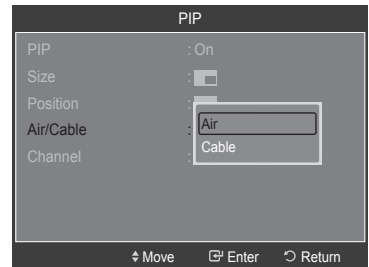 PIP
PIP : On
Size :
Position :
Air/Cable : Air
Cable
Channel :
Move Enter Return